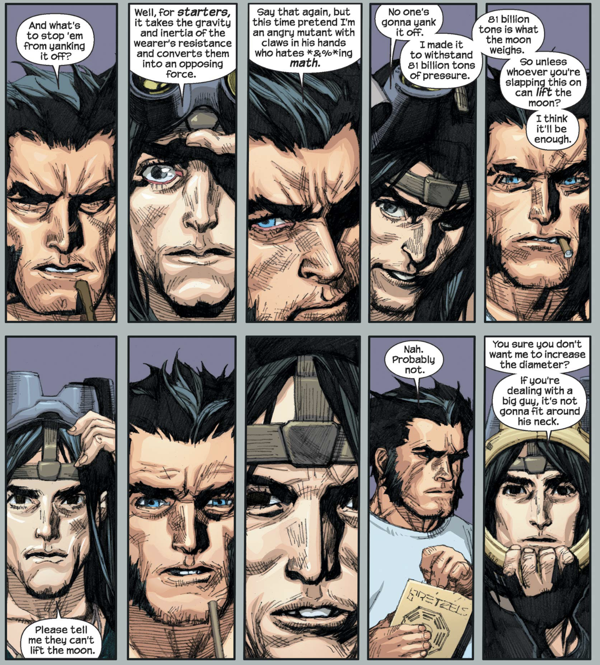 And what's
to stop 'em
from yanking
it off?
Well, for starters,
it takes the gravity
and inertia of the
wearer's resistance
and converts them
into an opposing
force.
Say that again, but
this time pretend I'm
an angry mutant with
claws in his hands
who hates *&%*ing
math.
No one's
gonna yank
it off.
I made it
to withstand
81 billion tons
of pressure.
81 billion
tons is what the
moon
weighs.
So unless
whoever you're
slapping this on
can lift the
moon?
I think
it'll be
enough.
Please tell
me they can't
lift the moon.
Nah.
Probably
not.
PRETZELS
You sure you don't
want me to increase
the diameter?
If you're
dealing with a
big guy, it's not
gonna fit around
his neck.